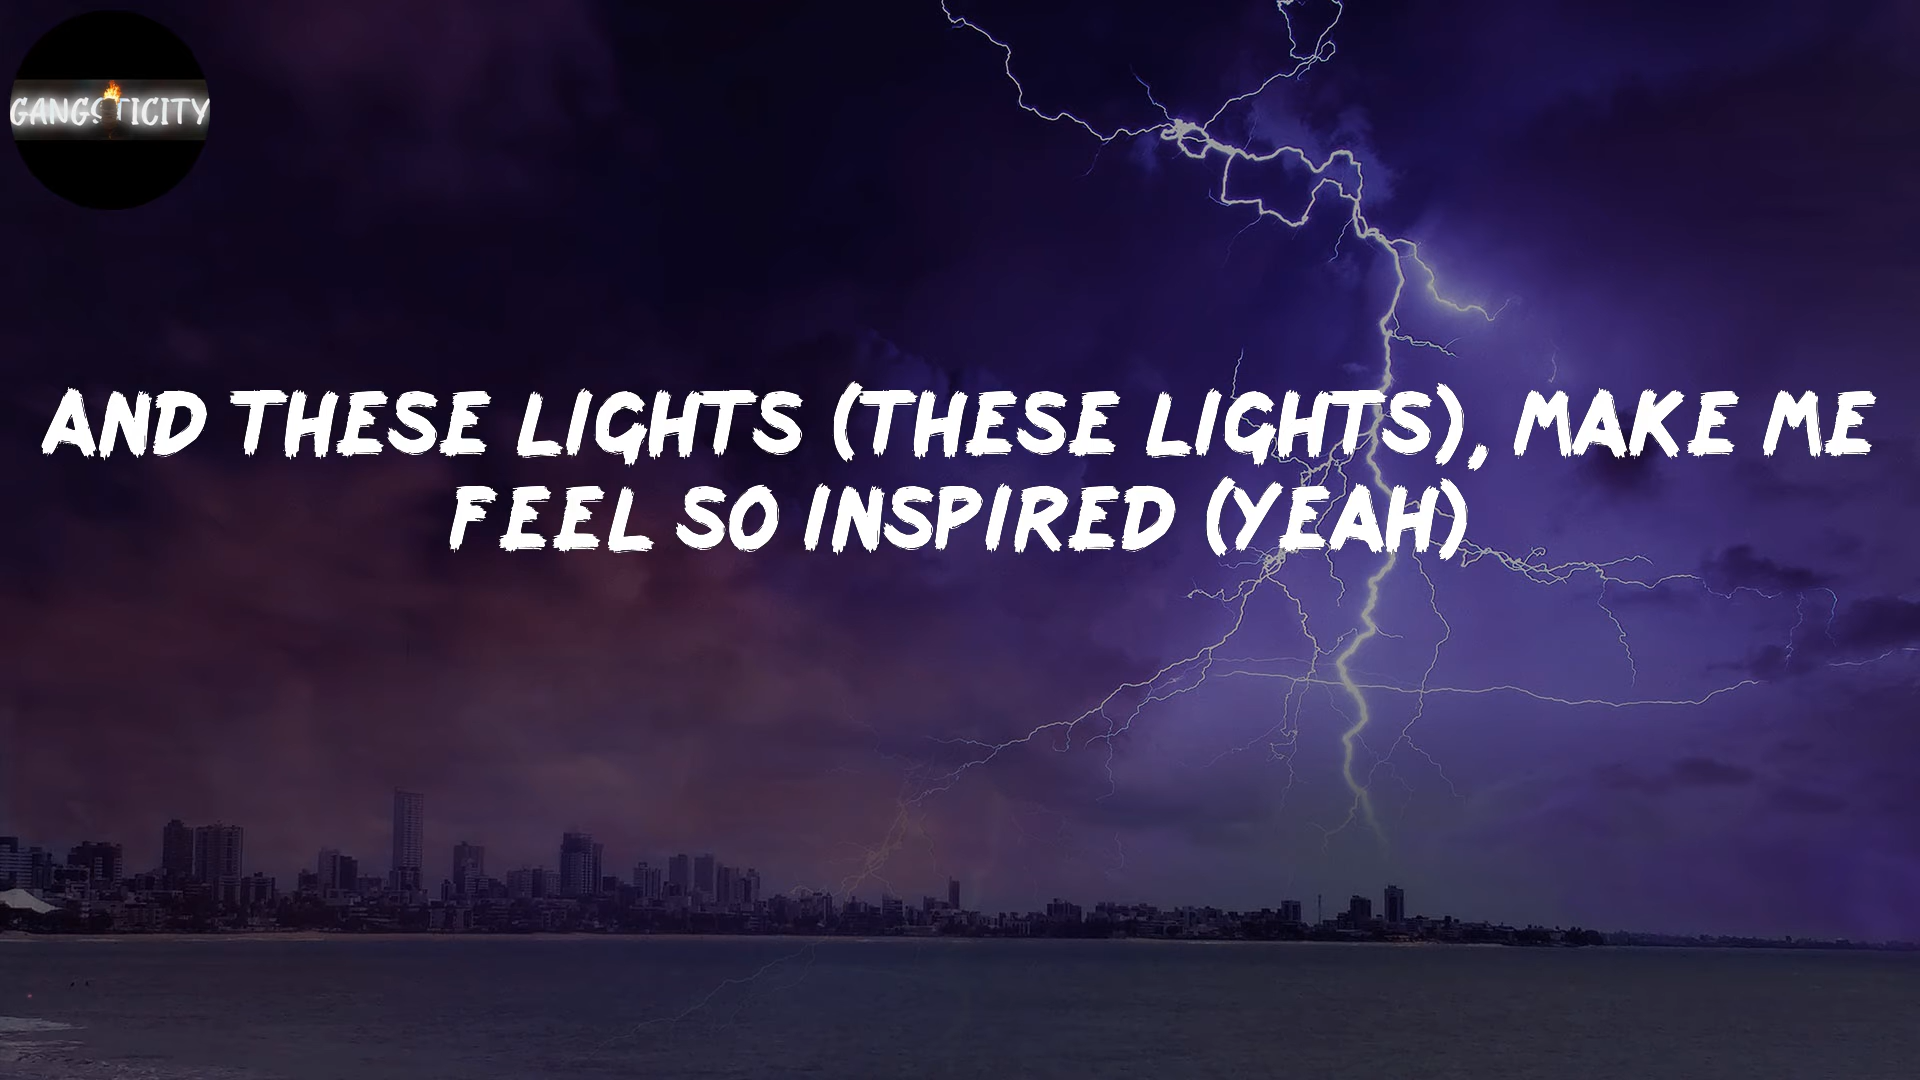 GANGSTICITY
AND THESE LIGHTS (THESE LIGHTS), MAKE ME
FEEL SO INSPIRED (YEAH)